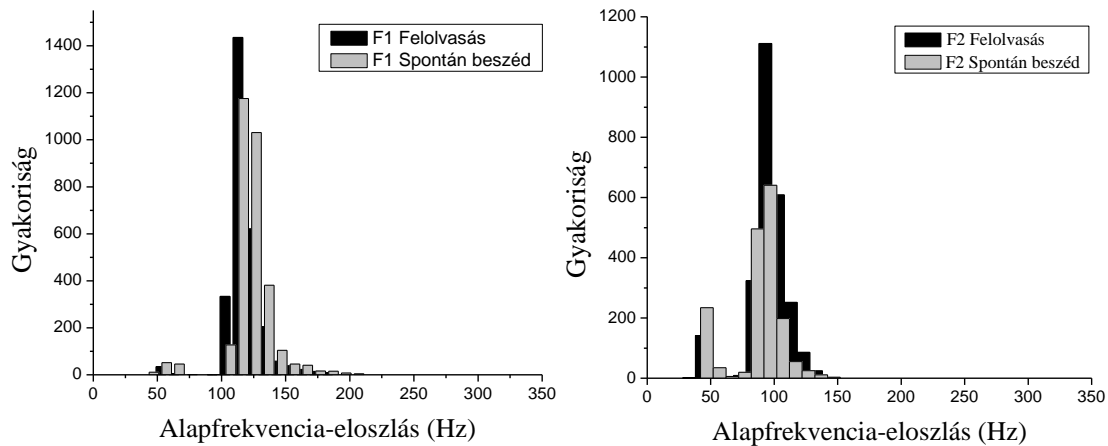 F1 Felolvasás
F1 Spontán beszéd
Gyakoriság
1400
1200
1000
800
600
400
200
0
0 50 100 150 200 250 300 350
Alapfrekvencia-eloszlás (Hz)
F2 Felolvasás
F2 Spontán beszéd
Gyakoriság
1200
1000
800
600
400
200
0
0 50 100 150 200 250 300 350
Alapfrekvencia-eloszlás (Hz)